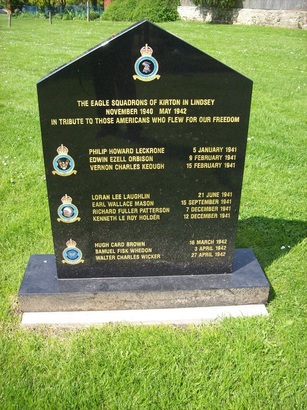 THE EAGLE SQUADRONS OF KIRTON IN LINDSEY
NOVEMBER 1940 MAY 1942
IN TRIBUTE TO THOSE AMERICANS WHO FLEW FOR OUR FREEDOM
PHILIP HOWARD LECKRONE 5 JANUARY 1941
EDWIN EZELL ORBISON 9 FEBRUARY 1941
VERNON CHARLES KEOUGH 15 FEBRUARY 1941
LORAN LEE LAUGHLIN 21 JUNE 1941
EARL WALLACE MASON 15 SEPTEMBER 1941
RICHARD FULLER PATTERSON 7 DECEMBER 1941
KENNETH LE ROY HOLDER 12 DECEMBER 1941
HUGH CARD BROWN 16 MARCH 1942
SAMUEL FISK WHEDON 3 APRIL 1942
WALTER CHARLES WICKER 27 APRIL 1942